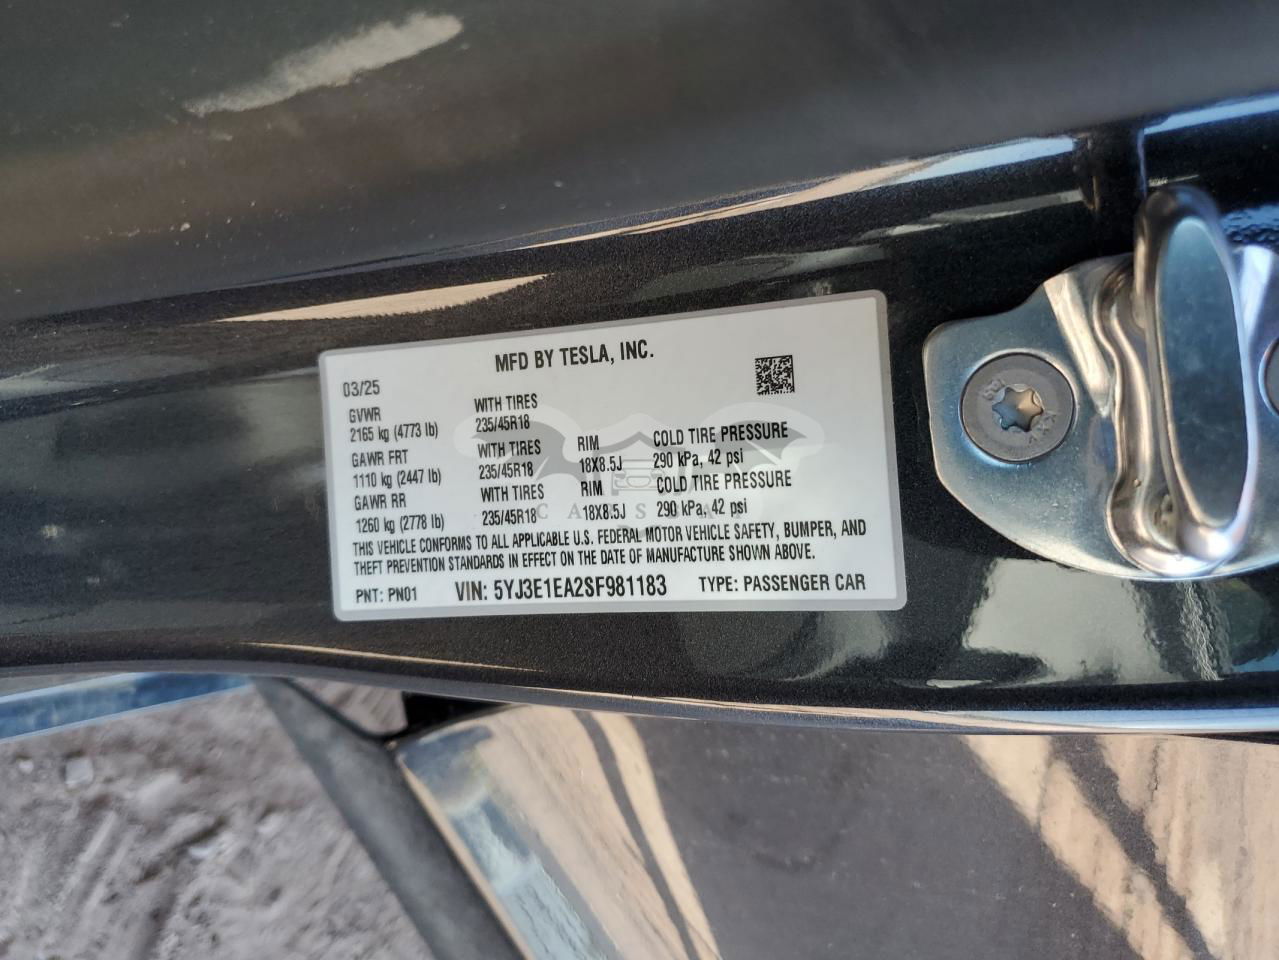 MFD BY TESLA, INC.
03/25
GVWR WITH TIRES
2165 kg (4773 lb) 235/45R18
GAWR FRT WITH TIRES RIM COLD TIRE PRESSURE
1110 kg (2447 lb) 235/45R18 18X8.5J 290 kPa, 42 psi
GAWR RR WITH TIRES RIM COLD TIRE PRESSURE
1260 kg (2778 lb) 235/45R18 18X8.5J 290 kPa, 42 psi
THIS VEHICLE CONFORMS TO ALL APPLICABLE U.S. FEDERAL MOTOR VEHICLE SAFETY, BUMPER, AND
THEFT PREVENTION STANDARDS IN EFFECT ON THE DATE OF MANUFACTURE SHOWN ABOVE.
PNT: PN01 VIN: 5YJ3E1EA2SF981183 TYPE: PASSENGER CAR